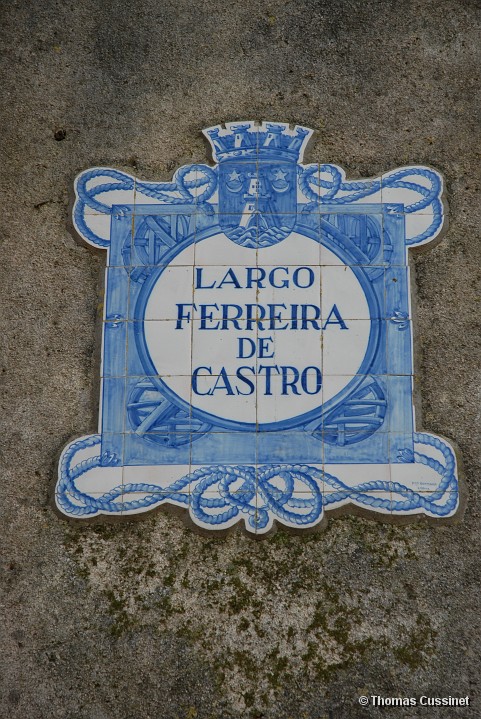 LARGO
FERREIRA
DE
CASTRO
© Thomas Cussinet